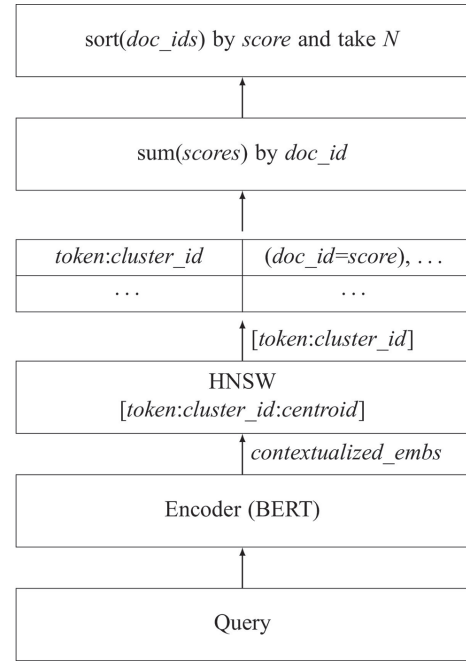 sort(doc_ids) by score and take N
sum(scores) by doc_id
token:cluster_id (doc_id=score), ...
... ...
[token:cluster_id]
HNSW
[token:cluster_id:centroid]
contextualized_embs
Encoder (BERT)
Query